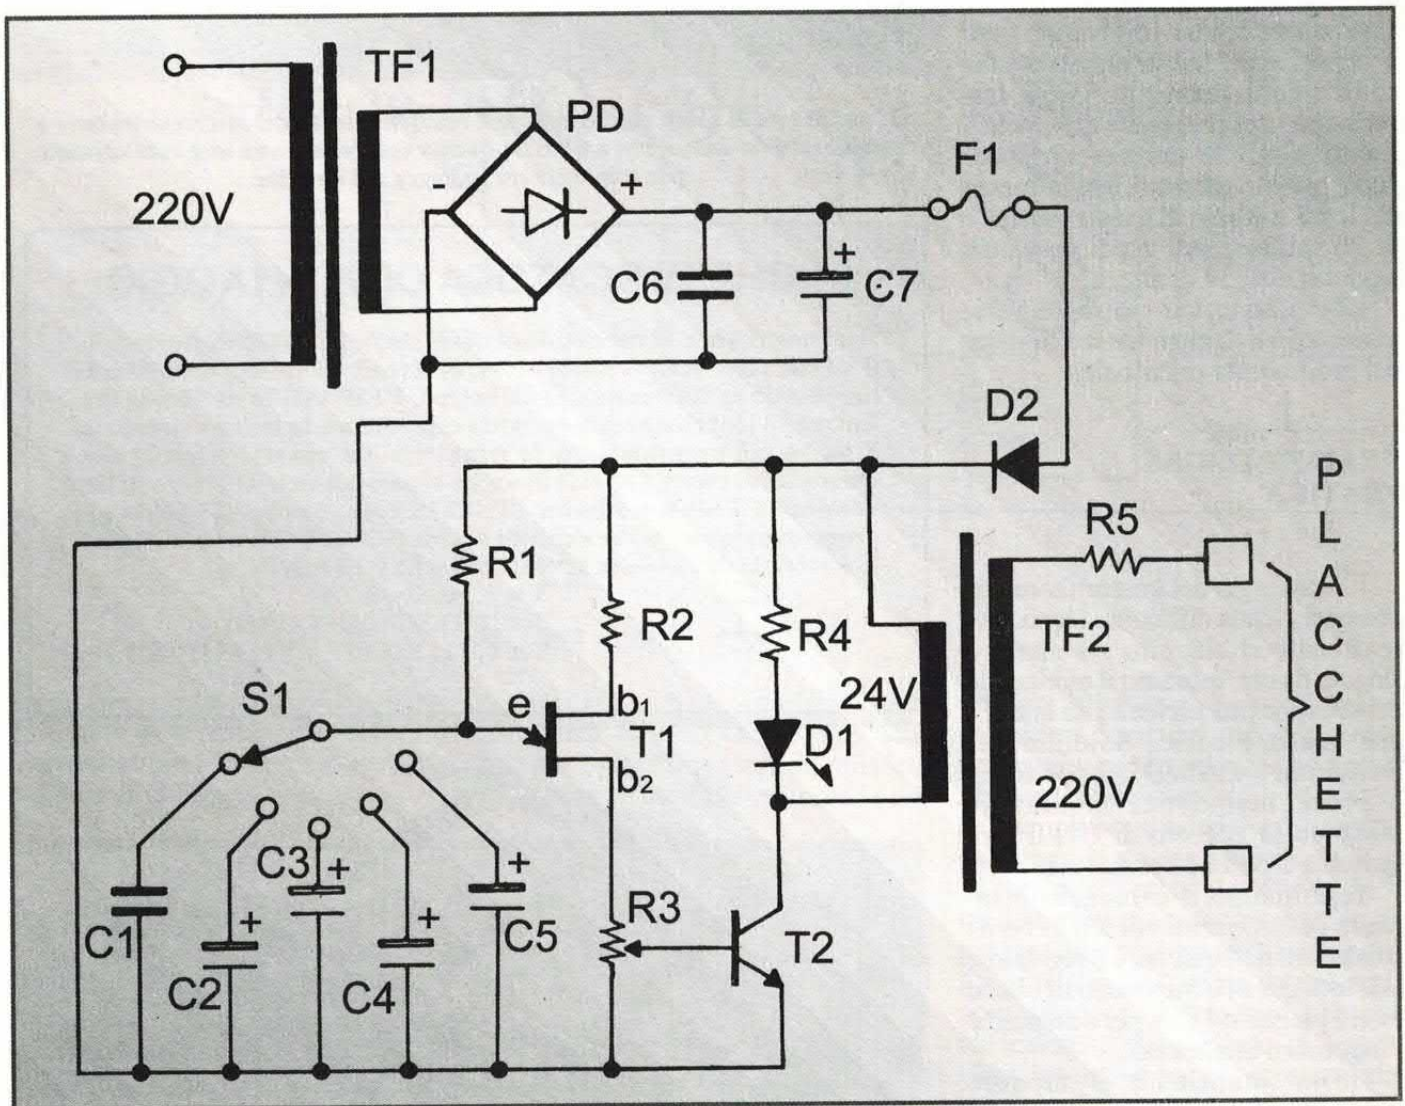 TF1
PD
F1
220V
-
+
C6
+
C7
D2
R1
R2
R4
R5
TF2
24V
220V
S1
e
b1
T1
b2
D1
C1
C2
+
C3
+
C4
+
C5
+
R3
T2
PLACCHETTE